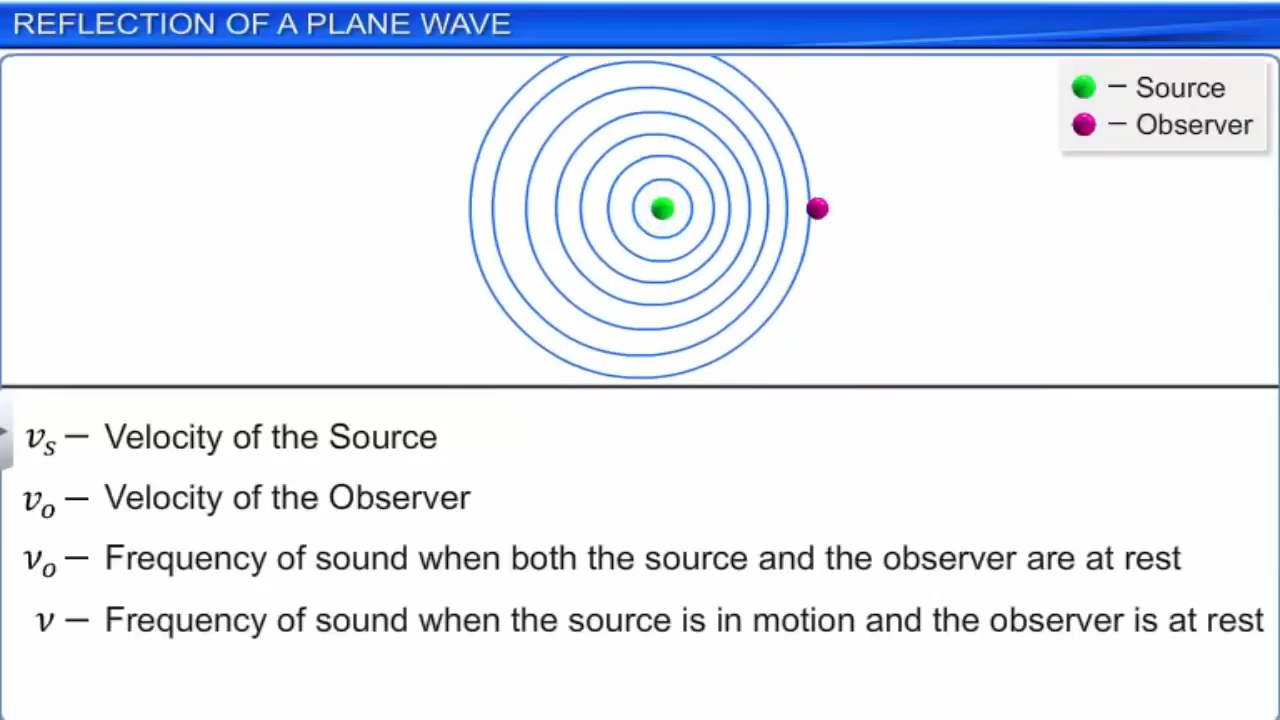 REFLECTION OF A PLANE WAVE
– Source
– Observer
𝑣ₛ – Velocity of the Source
𝑣ₒ – Velocity of the Observer
νₒ – Frequency of sound when both the source and the observer are at rest
ν – Frequency of sound when the source is in motion and the observer is at rest